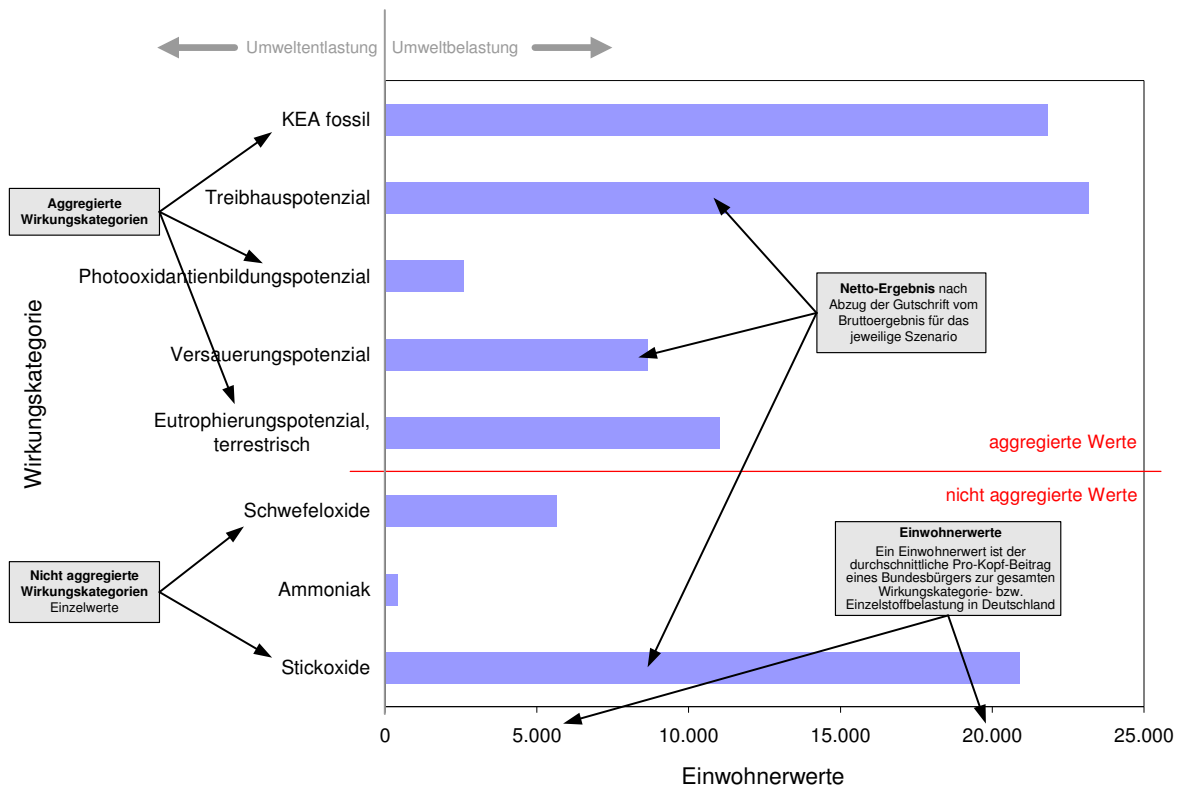 Umweltentlastung
Umweltbelastung
KEA fossil
Treibhauspotenzial
Photooxidantienbildungspotenzial
Versauerungspotenzial
Eutrophierungspotenzial,
terrestrisch
Schwefeloxide
Ammoniak
Stickoxide
Wirkungskategorie
Aggregierte
Wirkungskategorien
Nicht aggregierte
Wirkungskategorien
Einzelwerte
Netto-Ergebnis nach
Abzug der Gutschrift vom
Bruttoergebnis für das
jeweilige Szenario
aggregierte Werte
nicht aggregierte Werte
Einwohnerwerte
Ein Einwohnerwert ist der
durchschnittliche Pro-Kopf-Beitrag
eines Bundesbürgers zur gesamten
Wirkungskategorie- bzw.
Einzelstoffbelastung in Deutschland
0 5.000 10.000 15.000 20.000 25.000
Einwohnerwerte